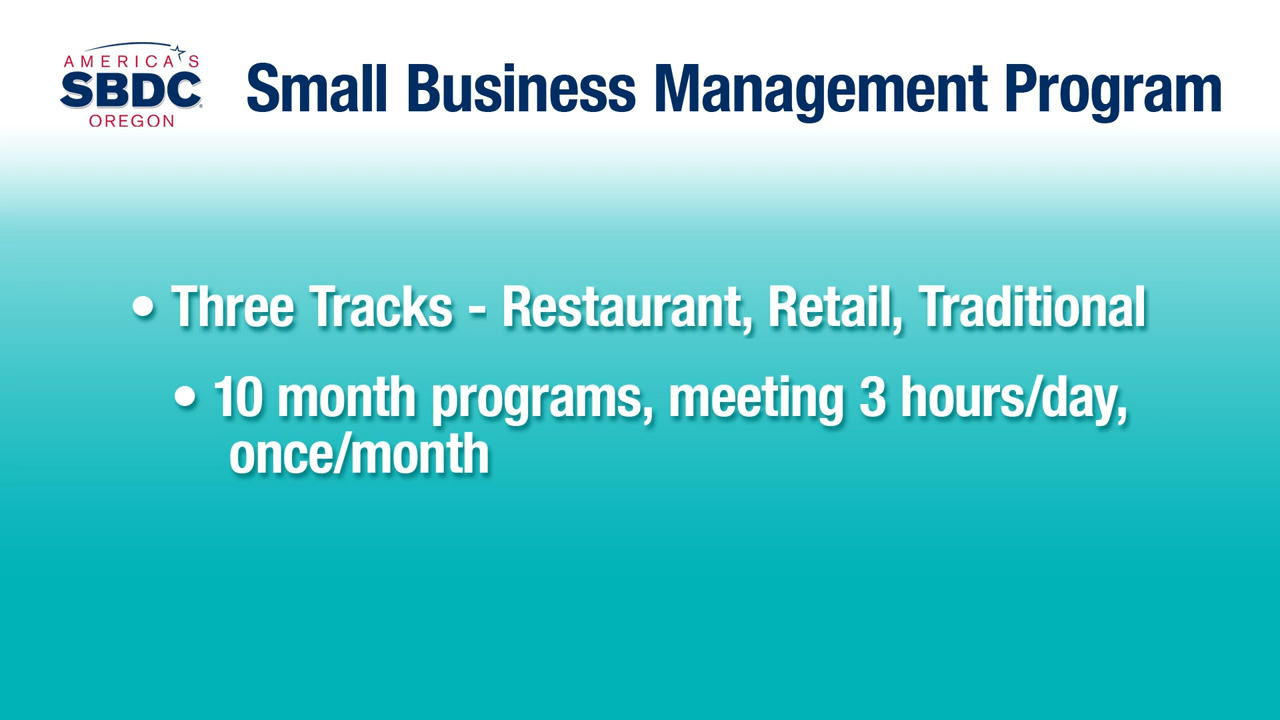 AMERICA'S
SBDC
OREGON
Small Business Management Program
• Three Tracks - Restaurant, Retail, Traditional
• 10 month programs, meeting 3 hours/day,
once/month